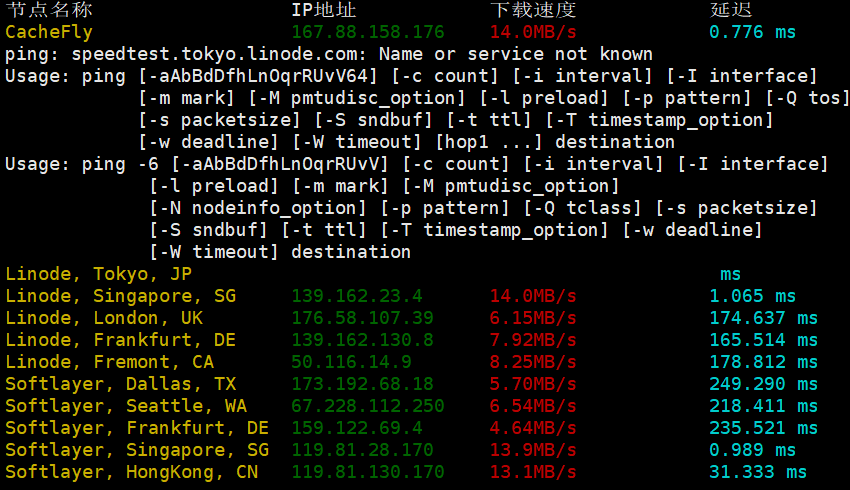 节点名称 IP地址 下载速度 延迟
CacheFly 167.88.158.176 14.0MB/s 0.776 ms
ping: speedtest.tokyo.linode.com: Name or service not known
Usage: ping [-aAbBdDfhLnOqrRUvV64] [-c count] [-i interval] [-I interface]
[-m mark] [-M pmtudisc_option] [-l preload] [-p pattern] [-Q tos]
[-s packetsize] [-S sndbuf] [-t ttl] [-T timestamp_option]
[-w deadline] [-W timeout] [hop1 ...] destination
Usage: ping -6 [-aAbBdDfhLnOqrRUvV] [-c count] [-i interval] [-I interface]
[-l preload] [-m mark] [-M pmtudisc_option]
[-N nodeinfo_option] [-p pattern] [-Q tclass] [-s packetsize]
[-S sndbuf] [-t ttl] [-T timestamp_option] [-w deadline]
[-W timeout] destination
Linode, Tokyo, JP ms
Linode, Singapore, SG 139.162.23.4 14.0MB/s 1.065 ms
Linode, London, UK 176.58.107.39 6.15MB/s 174.637 ms
Linode, Frankfurt, DE 139.162.130.8 7.92MB/s 165.514 ms
Linode, Fremont, CA 50.116.14.9 8.25MB/s 178.812 ms
Softlayer, Dallas, TX 173.192.68.18 5.70MB/s 249.290 ms
Softlayer, Seattle, WA 67.228.112.250 6.54MB/s 218.411 ms
Softlayer, Frankfurt, DE 159.122.69.4 4.64MB/s 235.521 ms
Softlayer, Singapore, SG 119.81.28.170 13.9MB/s 0.989 ms
Softlayer, HongKong, CN 119.81.130.170 13.1MB/s 31.333 ms